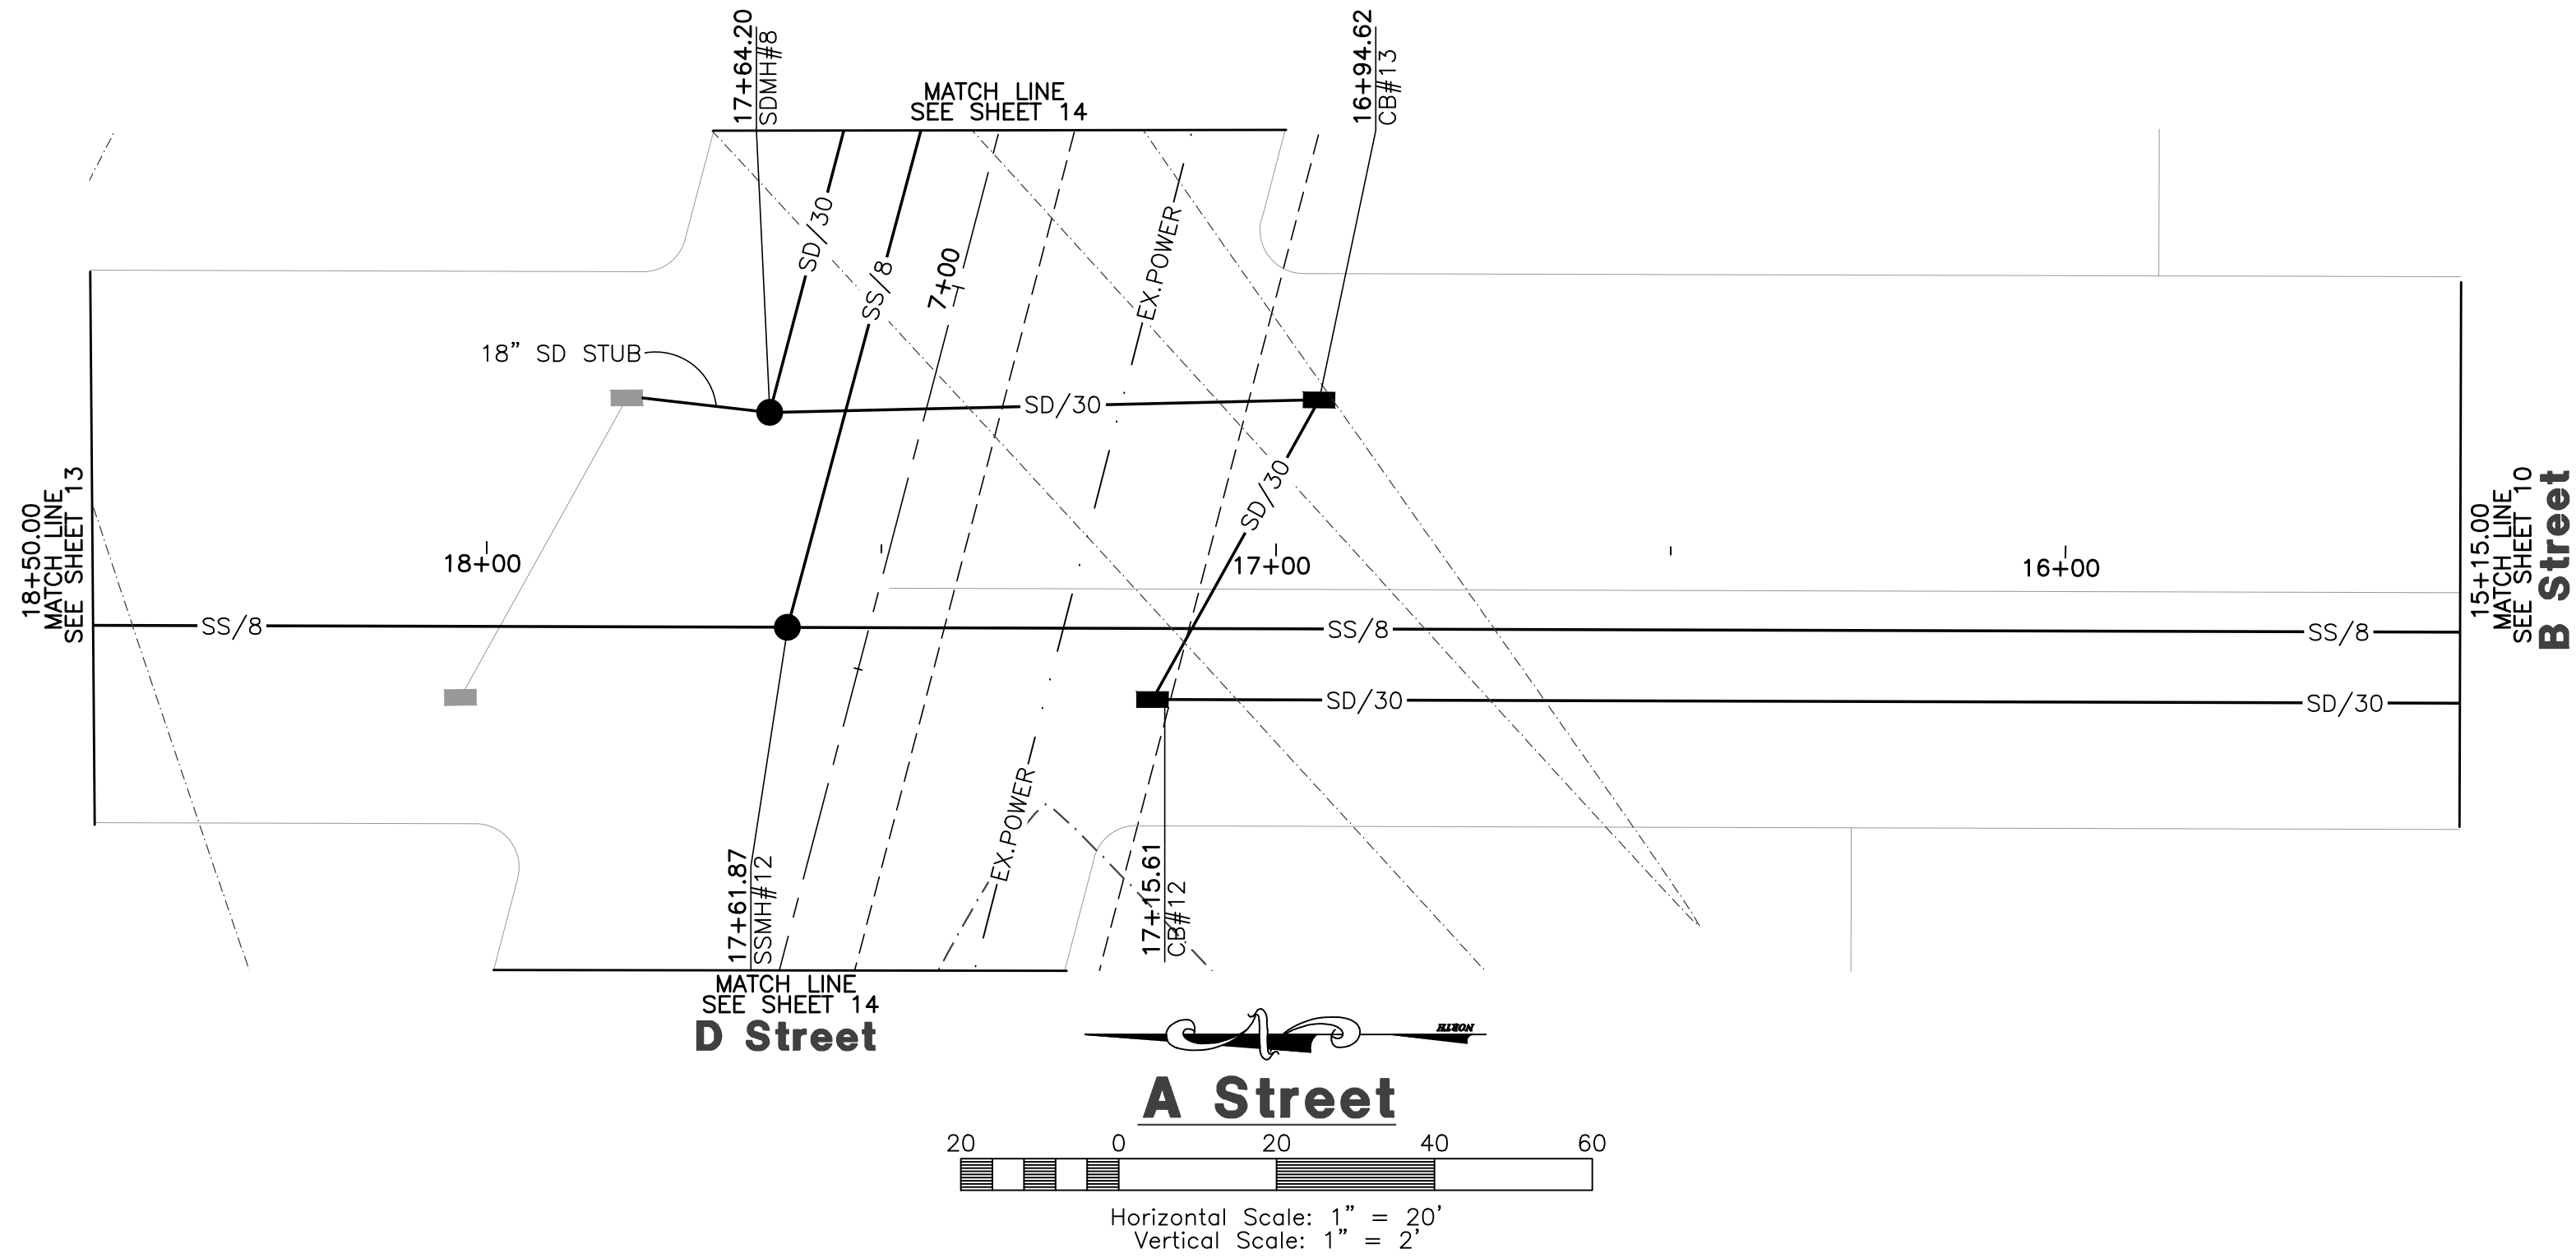 17+64.20
SDMH#8
16+94.62
CB#13
MATCH LINE
SEE SHEET 14
SD/30
SS/8
7+00
EX.POWER
18” SD STUB
SD/30
SD/30
18+50.00
MATCH LINE
SEE SHEET 13
18+00
17+00
16+00
15+15.00
MATCH LINE
SEE SHEET 10
B Street
SS/8
SS/8
SS/8
SD/30
SD/30
EX.POWER
17+61.87
SSMH#12
17+15.61
CB#12
MATCH LINE
SEE SHEET 14
D Street
NORTH
A Street
20 0 20 40 60
Horizontal Scale: 1” = 20’
Vertical Scale: 1” = 2’